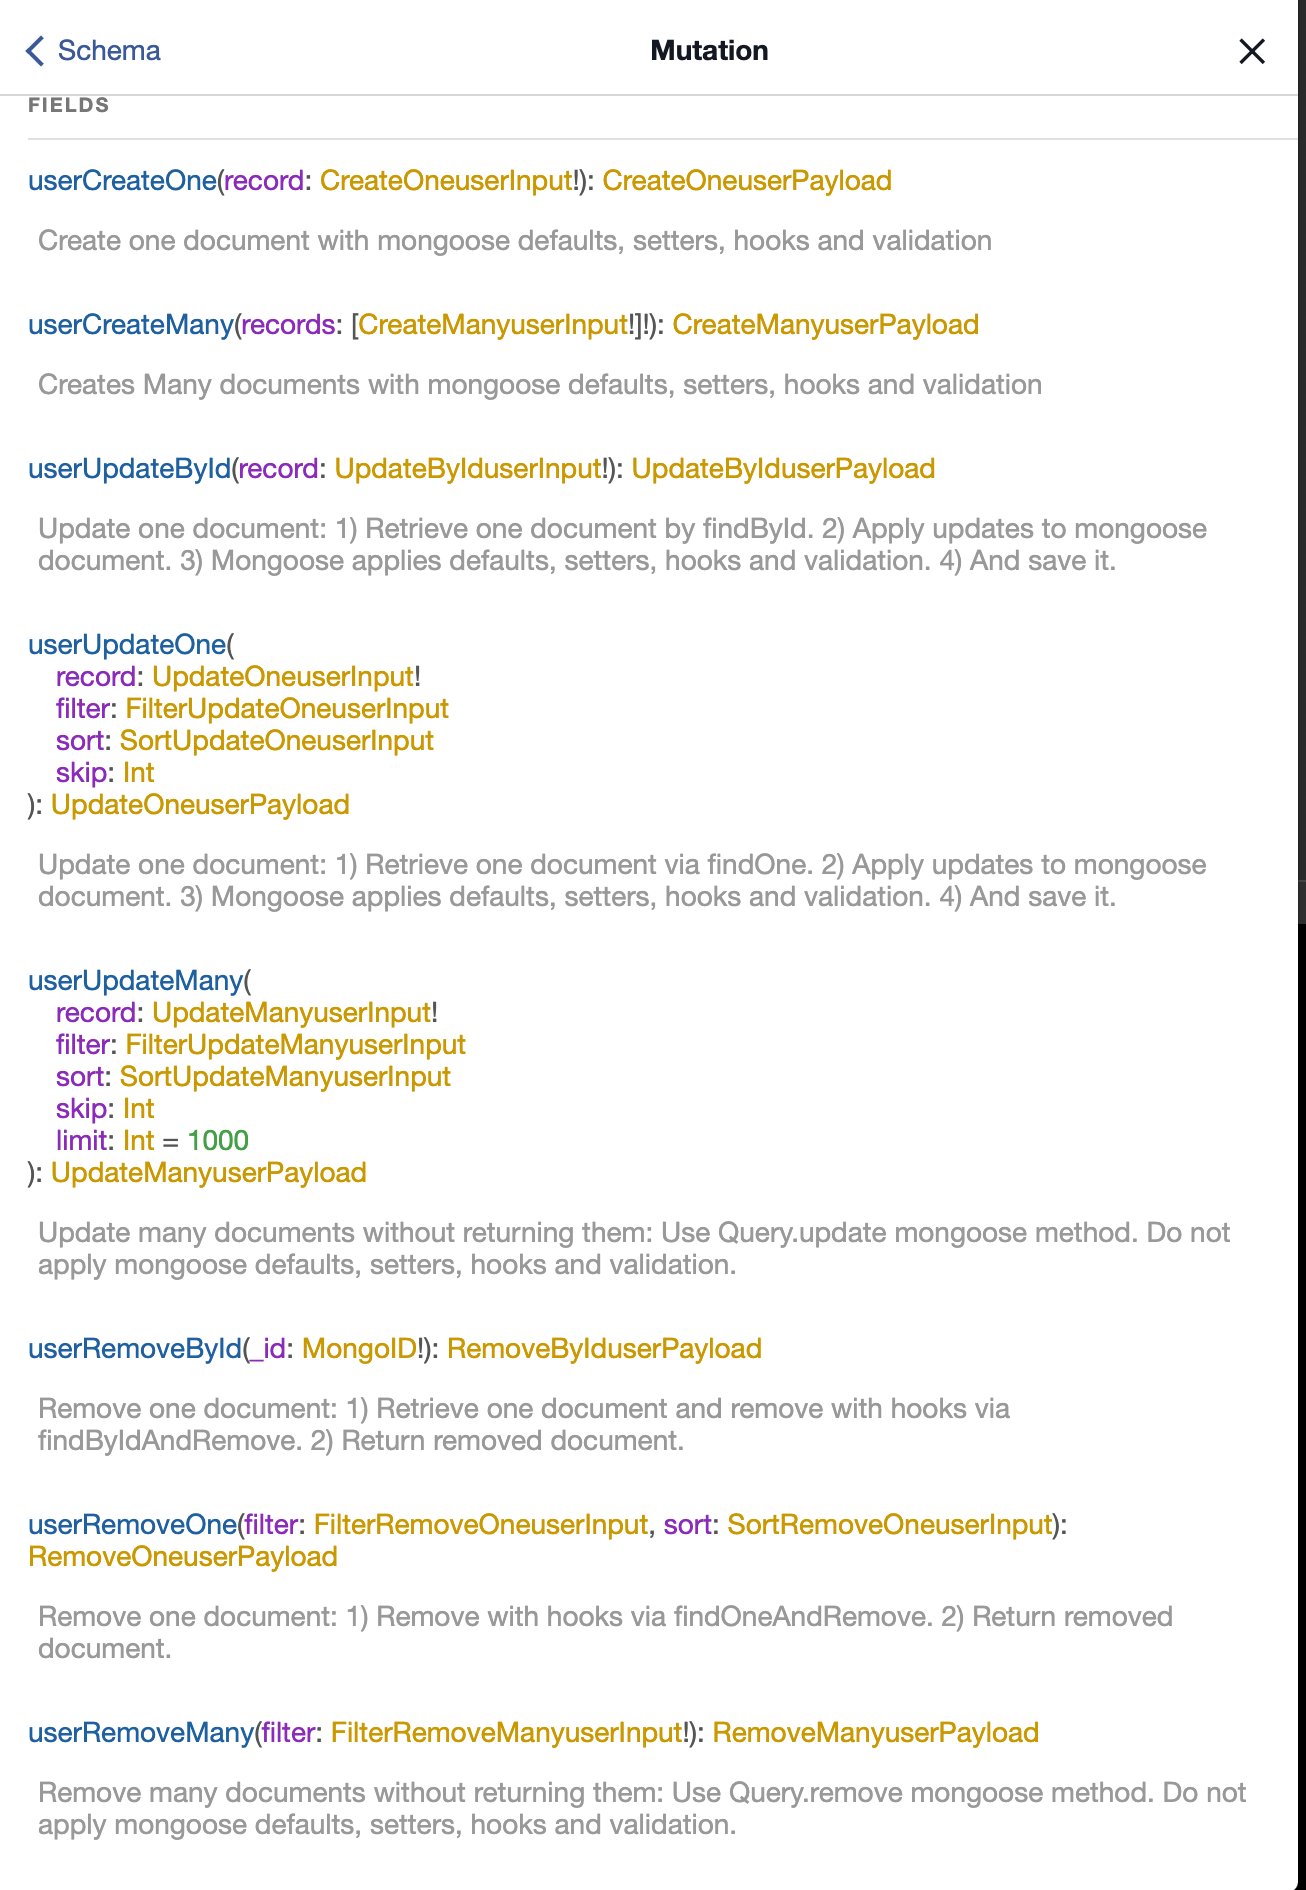 Schema
Mutation
FIELDS
userCreateOne(record: CreateOneuserInput!): CreateOneuserPayload
Create one document with mongoose defaults, setters, hooks and validation
userCreateMany(records: [CreateManyuserInput!]!): CreateManyuserPayload
Creates Many documents with mongoose defaults, setters, hooks and validation
userUpdateById(record: UpdateByIduserInput!): UpdateByIduserPayload
Update one document: 1) Retrieve one document by findById. 2) Apply updates to mongoose
document. 3) Mongoose applies defaults, setters, hooks and validation. 4) And save it.
userUpdateOne(
record: UpdateOneuserInput!
filter: FilterUpdateOneuserInput
sort: SortUpdateOneuserInput
skip: Int
): UpdateOneuserPayload
Update one document: 1) Retrieve one document via findOne. 2) Apply updates to mongoose
document. 3) Mongoose applies defaults, setters, hooks and validation. 4) And save it.
userUpdateMany(
record: UpdateManyuserInput!
filter: FilterUpdateManyuserInput
sort: SortUpdateManyuserInput
skip: Int
limit: Int = 1000
): UpdateManyuserPayload
Update many documents without returning them: Use Query.update mongoose method. Do not
apply mongoose defaults, setters, hooks and validation.
userRemoveById(_id: MongoID!): RemoveByIduserPayload
Remove one document: 1) Retrieve one document and remove with hooks via
findByIdAndRemove. 2) Return removed document.
userRemoveOne(filter: FilterRemoveOneuserInput, sort: SortRemoveOneuserInput):
RemoveOneuserPayload
Remove one document: 1) Remove with hooks via findOneAndRemove. 2) Return removed
document.
userRemoveMany(filter: FilterRemoveManyuserInput!): RemoveManyuserPayload
Remove many documents without returning them: Use Query.remove mongoose method. Do not
apply mongoose defaults, setters, hooks and validation.